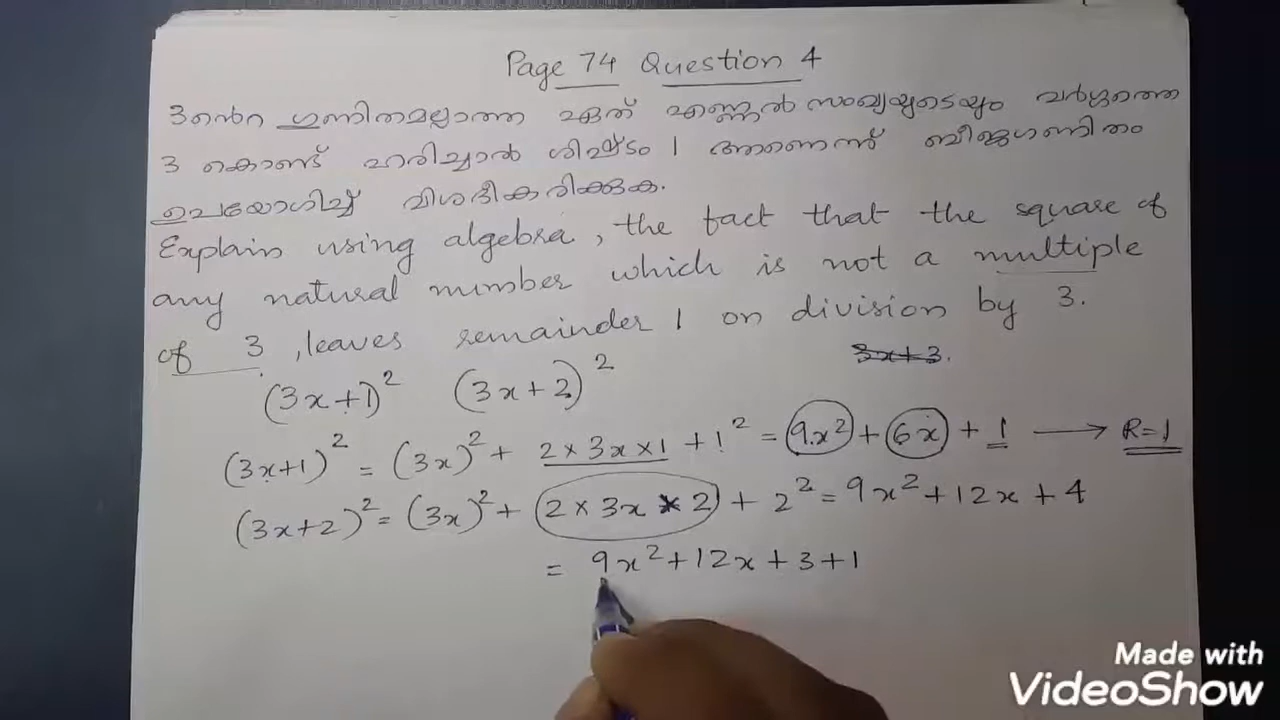 Page 74 Question 4
3ൻെറ ഗുണിതമല്ലാത്ത ഏത് എണ്ണൽ സംഖ്യയുടെയും വർഗ്ഗത്തെ
3 കൊണ്ട് ഹരിച്ചാൽ ശിഷ്ടം 1 ആണെന്ന് ബീജഗണിതം
ഉപയോഗിച്ച് വിശദീകരിക്കുക.
Explain using algebra, the fact that the square of
any natural number which is not a multiple
of 3, leaves remainder 1 on division by 3.
3x+3.
(3x+1)² (3x+2)²
(3x+1)² = (3x)² + 2×3x×1 + 1² = 9x² + 6x + 1 → R=1
(3x+2)² = (3x)² + (2×3x×2) + 2² = 9x²+12x+4
= 9x²+12x+3+1
Made with
VideoShow